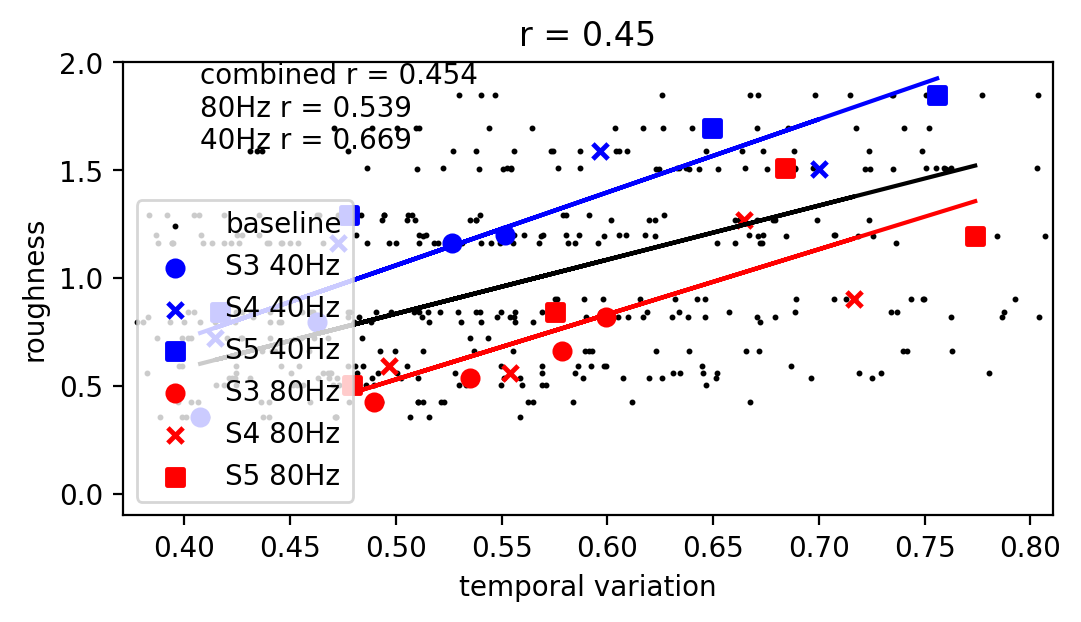 r = 0.45
combined r = 0.454
80Hz r = 0.539
40Hz r = 0.669
roughness
2.0
1.5
1.0
0.5
0.0
baseline
S3 40Hz
S4 40Hz
S5 40Hz
S3 80Hz
S4 80Hz
S5 80Hz
0.40 0.45 0.50 0.55 0.60 0.65 0.70 0.75 0.80
temporal variation